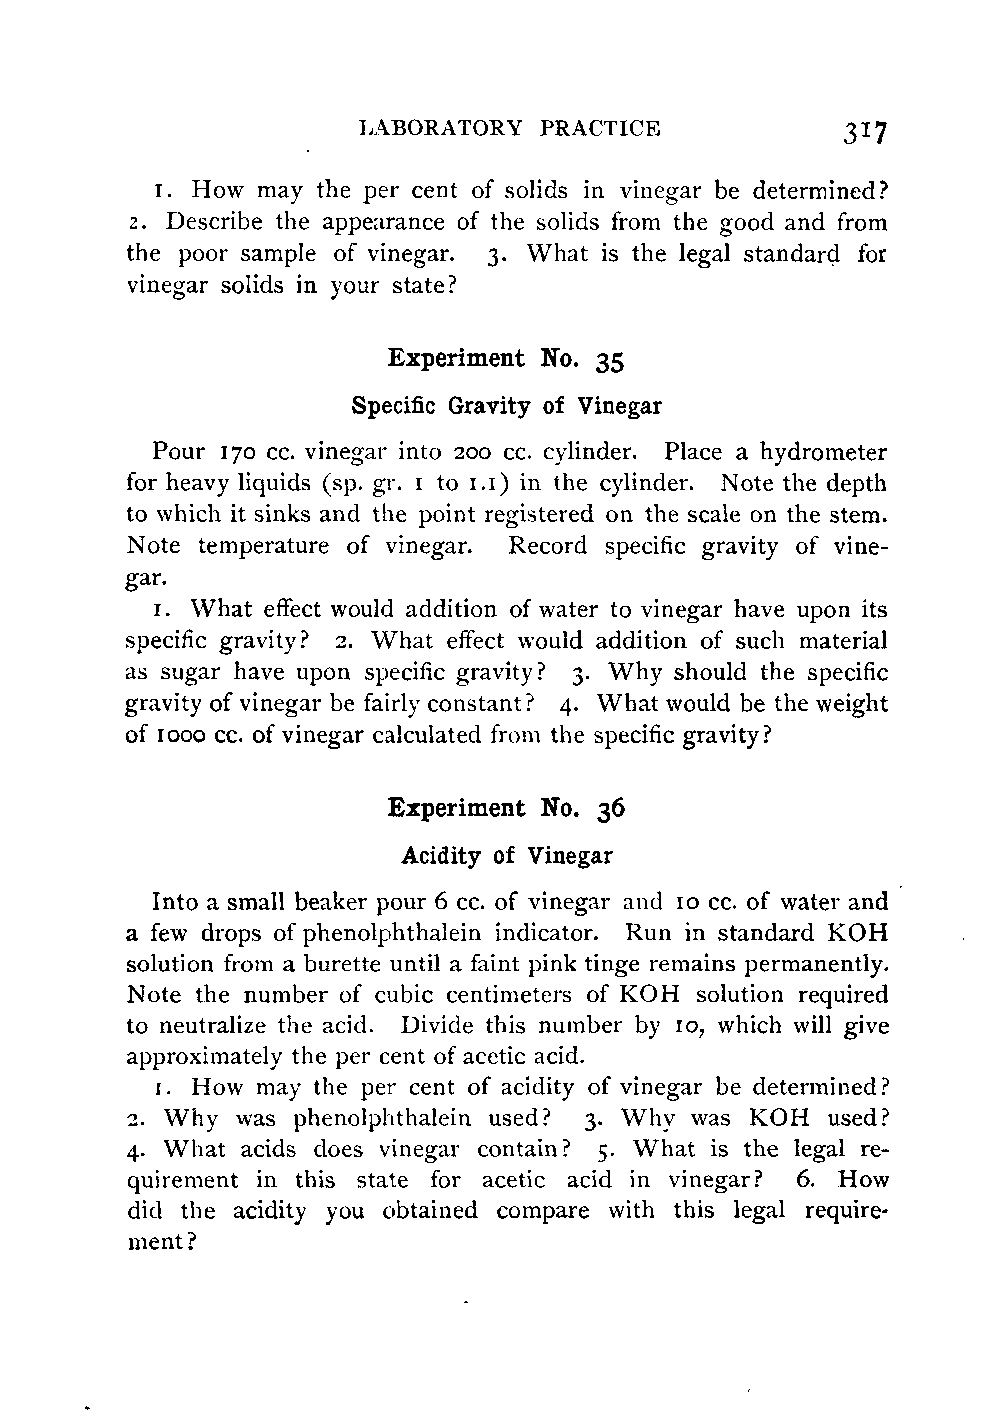 LABORATORY PRACTICE 317
1. How may the per cent of solids in vinegar be determined?
2. Describe the appearance of the solids from the good and from
the poor sample of vinegar. 3. What is the legal standard for
vinegar solids in your state?
Experiment No. 35
Specific Gravity of Vinegar
Pour 170 cc. vinegar into 200 cc. cylinder. Place a hydrometer
for heavy liquids (sp. gr. 1 to 1.1) in the cylinder. Note the depth
to which it sinks and the point registered on the scale on the stem.
Note temperature of vinegar. Record specific gravity of vine-
gar.
1. What effect would addition of water to vinegar have upon its
specific gravity? 2. What effect would addition of such material
as sugar have upon specific gravity? 3. Why should the specific
gravity of vinegar be fairly constant? 4. What would be the weight
of 1000 cc. of vinegar calculated from the specific gravity?
Experiment No. 36
Acidity of Vinegar
Into a small beaker pour 6 cc. of vinegar and 10 cc. of water and
a few drops of phenolphthalein indicator. Run in standard KOH
solution from a burette until a faint pink tinge remains permanently.
Note the number of cubic centimeters of KOH solution required
to neutralize the acid. Divide this number by 10, which will give
approximately the per cent of acetic acid.
1. How may the per cent of acidity of vinegar be determined?
2. Why was phenolphthalein used? 3. Why was KOH used?
4. What acids does vinegar contain? 5. What is the legal re-
quirement in this state for acetic acid in vinegar? 6. How
did the acidity you obtained compare with this legal require-
ment?